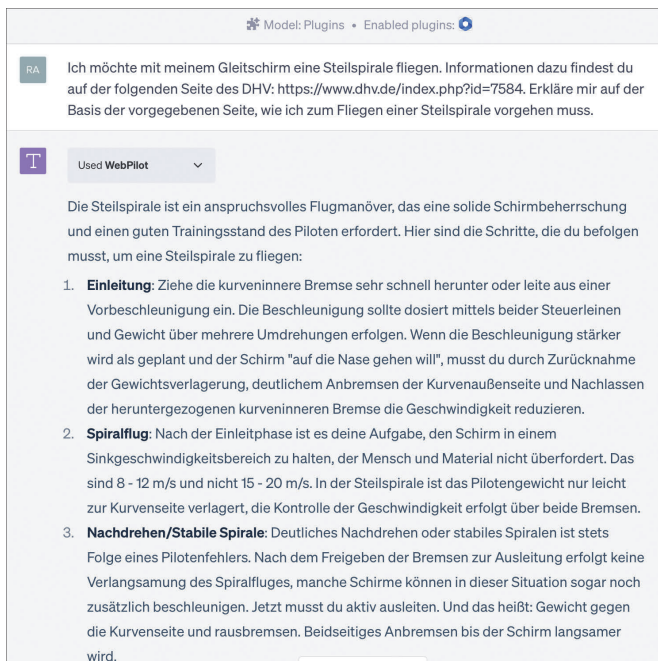 Model: Plugins • Enabled plugins:
RA
Ich möchte mit meinem Gleitschirm eine Steilspirale fliegen. Informationen dazu findest du
auf der folgenden Seite des DHV: https://www.dhv.de/index.php?id=7584. Erkläre mir auf der
Basis der vorgegebenen Seite, wie ich zum Fliegen einer Steilspirale vorgehen muss.
T
Used WebPilot
Die Steilspirale ist ein anspruchsvolles Flugmanöver, das eine solide Schirmbeherrschung
und einen guten Trainingsstand des Piloten erfordert. Hier sind die Schritte, die du befolgen
musst, um eine Steilspirale zu fliegen:
1. Einleitung: Ziehe die kurveninnere Bremse sehr schnell herunter oder leite aus einer
Vorbeschleunigung ein. Die Beschleunigung sollte dosiert mittels beider Steuerleinen
und Gewicht über mehrere Umdrehungen erfolgen. Wenn die Beschleunigung stärker
wird als geplant und der Schirm "auf die Nase gehen will", musst du durch Zurücknahme
der Gewichtsverlagerung, deutlichem Anbremsen der Kurvenaußenseite und Nachlassen
der heruntergezogenen kurveninneren Bremse die Geschwindigkeit reduzieren.
2. Spiralflug: Nach der Einleitphase ist es deine Aufgabe, den Schirm in einem
Sinkgeschwindigkeitsbereich zu halten, der Mensch und Material nicht überfordert. Das
sind 8 - 12 m/s und nicht 15 - 20 m/s. In der Steilspirale ist das Pilotengewicht nur leicht
zur Kurvenseite verlagert, die Kontrolle der Geschwindigkeit erfolgt über beide Bremsen.
3. Nachdrehen/Stabile Spirale: Deutliches Nachdrehen oder stabiles Spiralen ist stets
Folge eines Pilotenfehlers. Nach dem Freigeben der Bremsen zur Ausleitung erfolgt keine
Verlangsamung des Spiralfluges, manche Schirme können in dieser Situation sogar noch
zusätzlich beschleunigen. Jetzt musst du aktiv ausleiten. Und das heißt: Gewicht gegen
die Kurvenseite und rausbremsen. Beidseitiges Anbremsen bis der Schirm langsamer
wird.